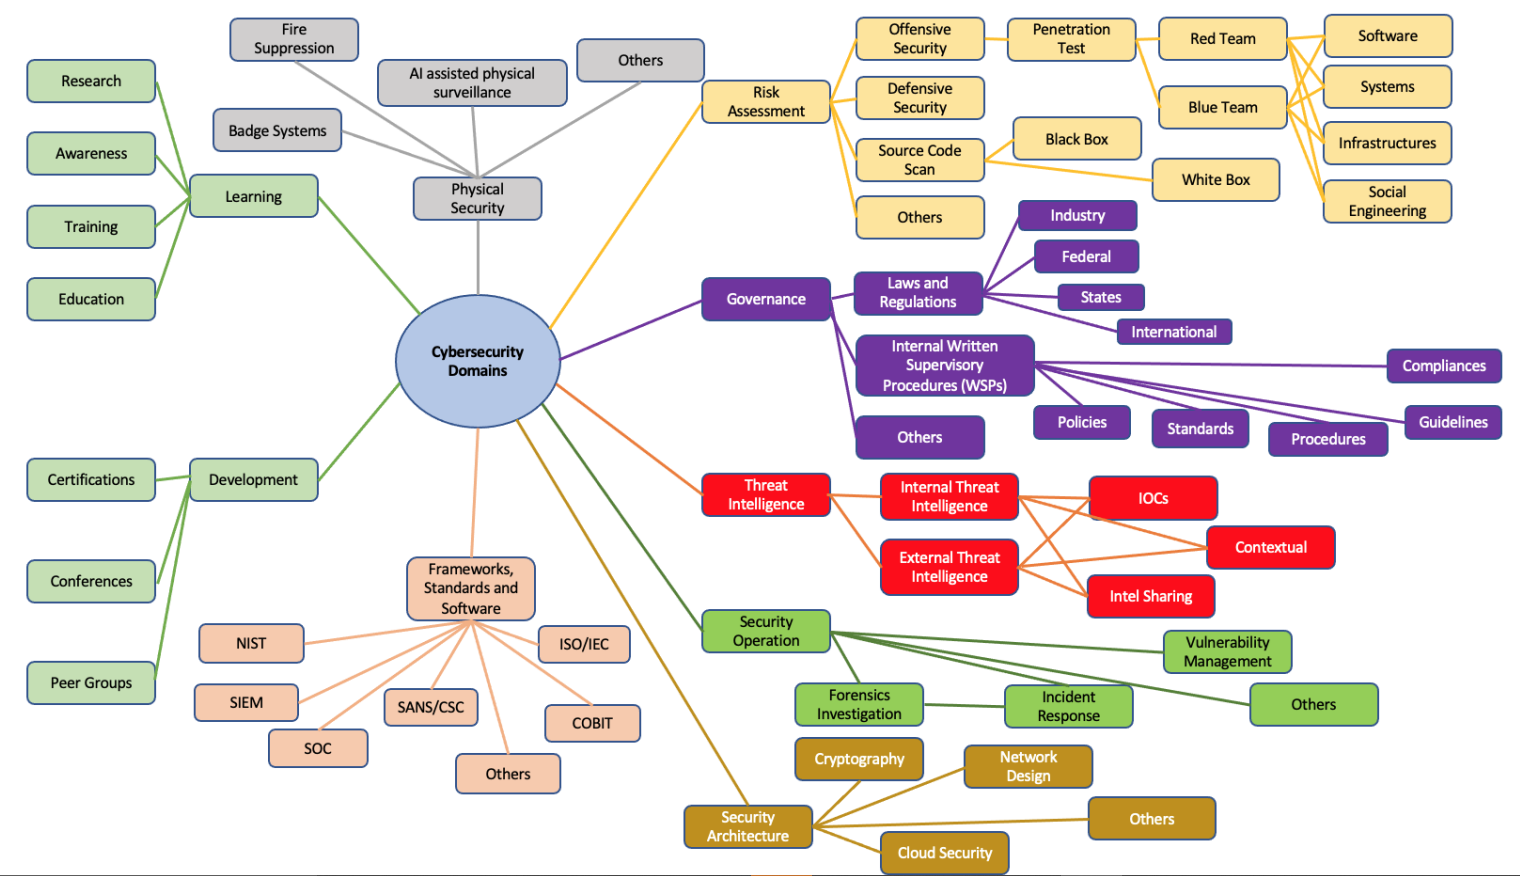 Cybersecurity
Domains
Learning
Research
Awareness
Training
Education
Physical
Security
Fire
Suppression
AI assisted physical
surveillance
Others
Badge Systems
Risk
Assessment
Offensive
Security
Penetration
Test
Red Team
Blue Team
Software
Systems
Infrastructures
Social
Engineering
Defensive
Security
Source Code
Scan
Black Box
White Box
Others
Governance
Laws and
Regulations
Industry
Federal
States
International
Internal Written
Supervisory
Procedures (WSPs)
Compliances
Policies
Standards
Procedures
Guidelines
Others
Threat
Intelligence
Internal Threat
Intelligence
External Threat
Intelligence
IOCs
Contextual
Intel Sharing
Security
Operation
Vulnerability
Management
Forensics
Investigation
Incident
Response
Others
Security
Architecture
Cryptography
Network
Design
Others
Cloud Security
Frameworks,
Standards and
Software
NIST
SIEM
SOC
SANS/CSC
Others
COBIT
ISO/IEC
Development
Certifications
Conferences
Peer Groups